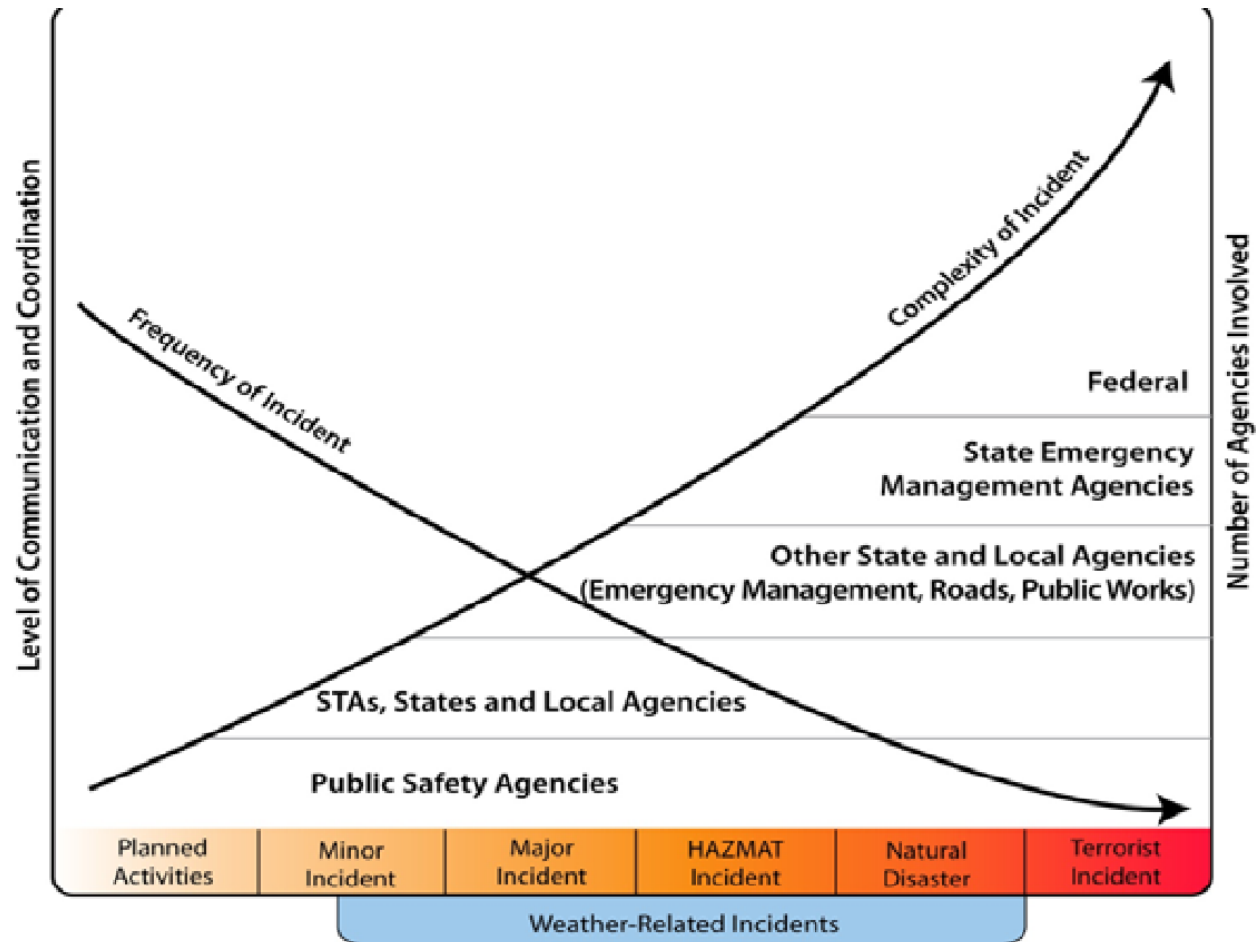 Level of Communication and Coordination
Frequency of Incident
Complexity of Incident
Number of Agencies Involved
Federal
State Emergency
Management Agencies
Other State and Local Agencies
(Emergency Management, Roads, Public Works)
STAs, States and Local Agencies
Public Safety Agencies
Planned
Activities
Minor
Incident
Major
Incident
HAZMAT
Incident
Natural
Disaster
Terrorist
Incident
Weather-Related Incidents